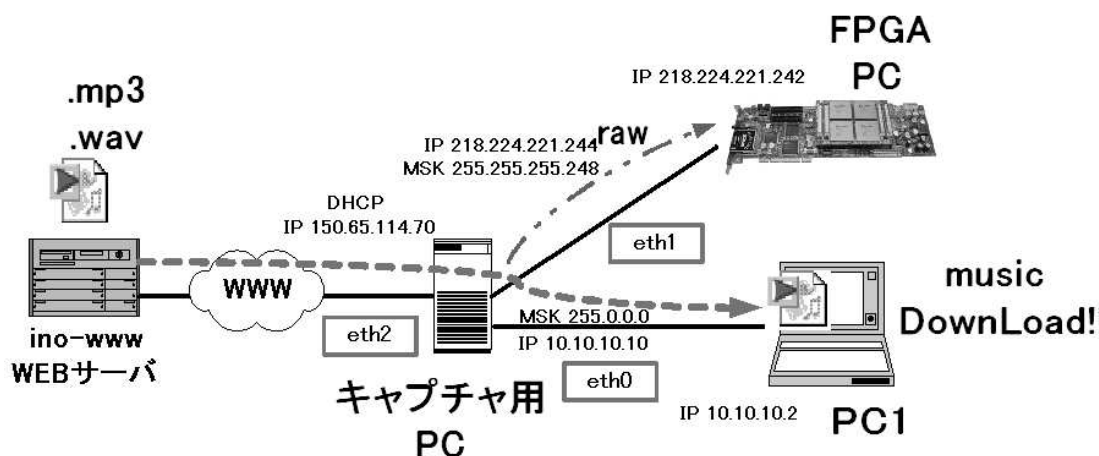 FPGA
PC
IP 218.224.221.242
.mp3
.wav
raw
IP 218.224.221.244
MSK 255.255.255.248
DHCP
IP 150.65.114.70
eth1
WWW
music
DownLoad!
MSK 255.0.0.0
IP 10.10.10.10
eth2
eth0
ino-www
WEBサーバ
キャプチャ用
PC
IP 10.10.10.2
PC1